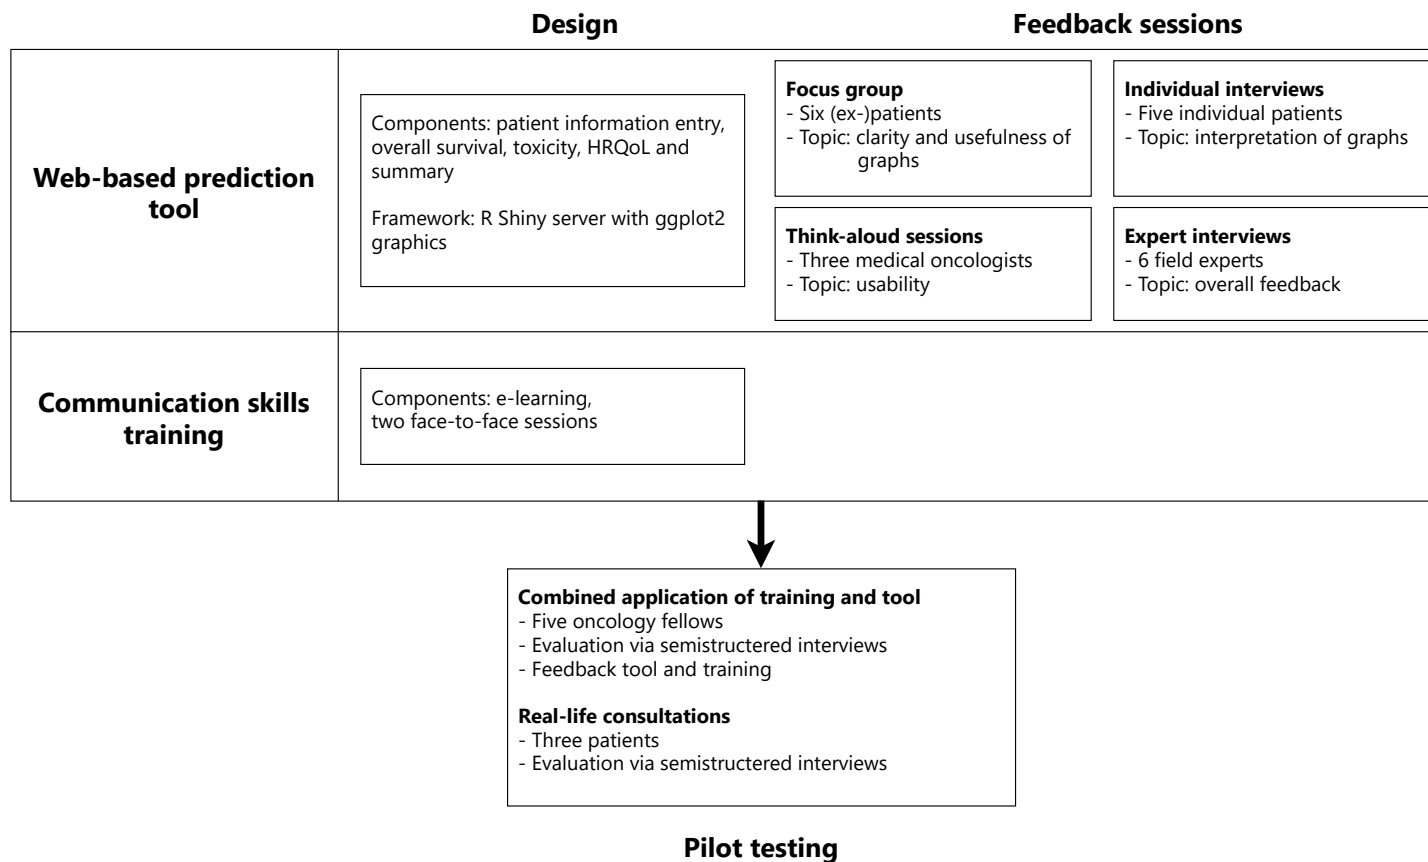 Design
Feedback sessions
Web-based prediction
tool
Components: patient information entry,
overall survival, toxicity, HRQoL and
summary
Framework: R Shiny server with ggplot2
graphics
Focus group
- Six (ex-)patients
- Topic: clarity and usefulness of
graphs
Individual interviews
- Five individual patients
- Topic: interpretation of graphs
Think-aloud sessions
- Three medical oncologists
- Topic: usability
Expert interviews
- 6 field experts
- Topic: overall feedback
Communication skills
training
Components: e-learning,
two face-to-face sessions
Combined application of training and tool
- Five oncology fellows
- Evaluation via semistructered interviews
- Feedback tool and training
Real-life consultations
- Three patients
- Evaluation via semistructered interviews
Pilot testing